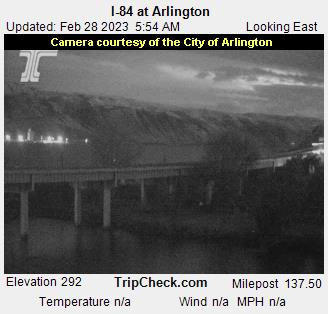 I-84 at Arlington
Updated: Feb 28 2023 5:54 AM Looking East
Camera courtesy of the City of Arlington
Elevation 292 TripCheck.com Milepost 137.50
Temperature n/a Wind n/a MPH n/a